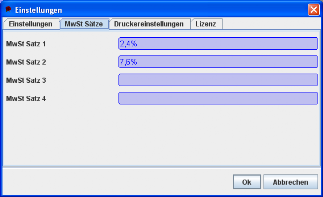 Einstellungen
Einstellungen MwSt Sätze Druckereinstellungen Lizenz
MwSt Satz 1 2,4%
MwSt Satz 2 7,6%
MwSt Satz 3
MwSt Satz 4
Ok Abbrechen